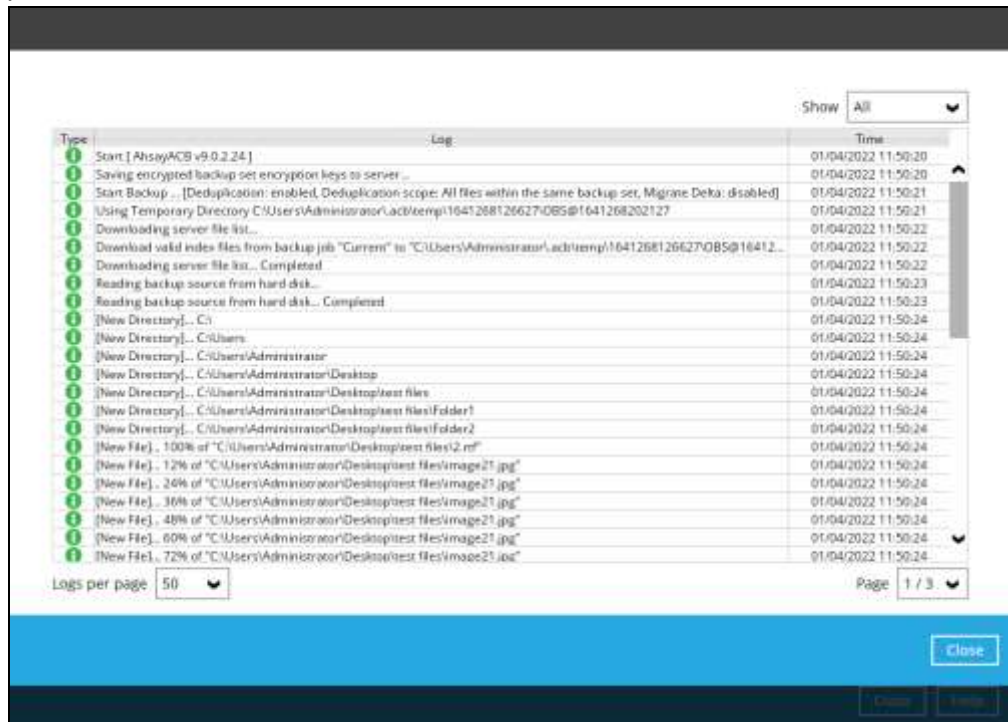 Show All
Type Log Time
Start [ AhsayACB v9.0.2.24 ] 01/04/2022 11:50:20
Saving encrypted backup set encryption keys to server... 01/04/2022 11:50:20
Start Backup ... [Deduplication: enabled, Deduplication scope: All files within the same backup set, Migrate Delta: disabled] 01/04/2022 11:50:21
Using Temporary Directory C:\Users\Administrator\.acb\temp\1641268126627\OBS@1641268202127 01/04/2022 11:50:21
Downloading server file list... 01/04/2022 11:50:22
Download valid index files from backup job "Current" to "C:\Users\Administrator\.acb\temp\1641268126627\OBS@16412... 01/04/2022 11:50:22
Downloading server file list... Completed 01/04/2022 11:50:22
Reading backup source from hard disk... 01/04/2022 11:50:23
Reading backup source from hard disk... Completed 01/04/2022 11:50:23
[New Directory]... C:\ 01/04/2022 11:50:24
[New Directory]... C:\Users 01/04/2022 11:50:24
[New Directory]... C:\Users\Administrator 01/04/2022 11:50:24
[New Directory]... C:\Users\Administrator\Desktop 01/04/2022 11:50:24
[New Directory]... C:\Users\Administrator\Desktop\test files 01/04/2022 11:50:24
[New Directory]... C:\Users\Administrator\Desktop\test files\Folder1 01/04/2022 11:50:24
[New Directory]... C:\Users\Administrator\Desktop\test files\Folder2 01/04/2022 11:50:24
[New File]... 100% of "C:\Users\Administrator\Desktop\test files\2.rtf" 01/04/2022 11:50:24
[New File]... 12% of "C:\Users\Administrator\Desktop\test files\image21.jpg" 01/04/2022 11:50:24
[New File]... 24% of "C:\Users\Administrator\Desktop\test files\image21.jpg" 01/04/2022 11:50:24
[New File]... 36% of "C:\Users\Administrator\Desktop\test files\image21.jpg" 01/04/2022 11:50:24
[New File]... 48% of "C:\Users\Administrator\Desktop\test files\image21.jpg" 01/04/2022 11:50:24
[New File]... 60% of "C:\Users\Administrator\Desktop\test files\image21.jpg" 01/04/2022 11:50:24
[New File]... 72% of "C:\Users\Administrator\Desktop\test files\image21.jpg" 01/04/2022 11:50:24
Logs per page 50 Page 1 / 3
Close
Close Help